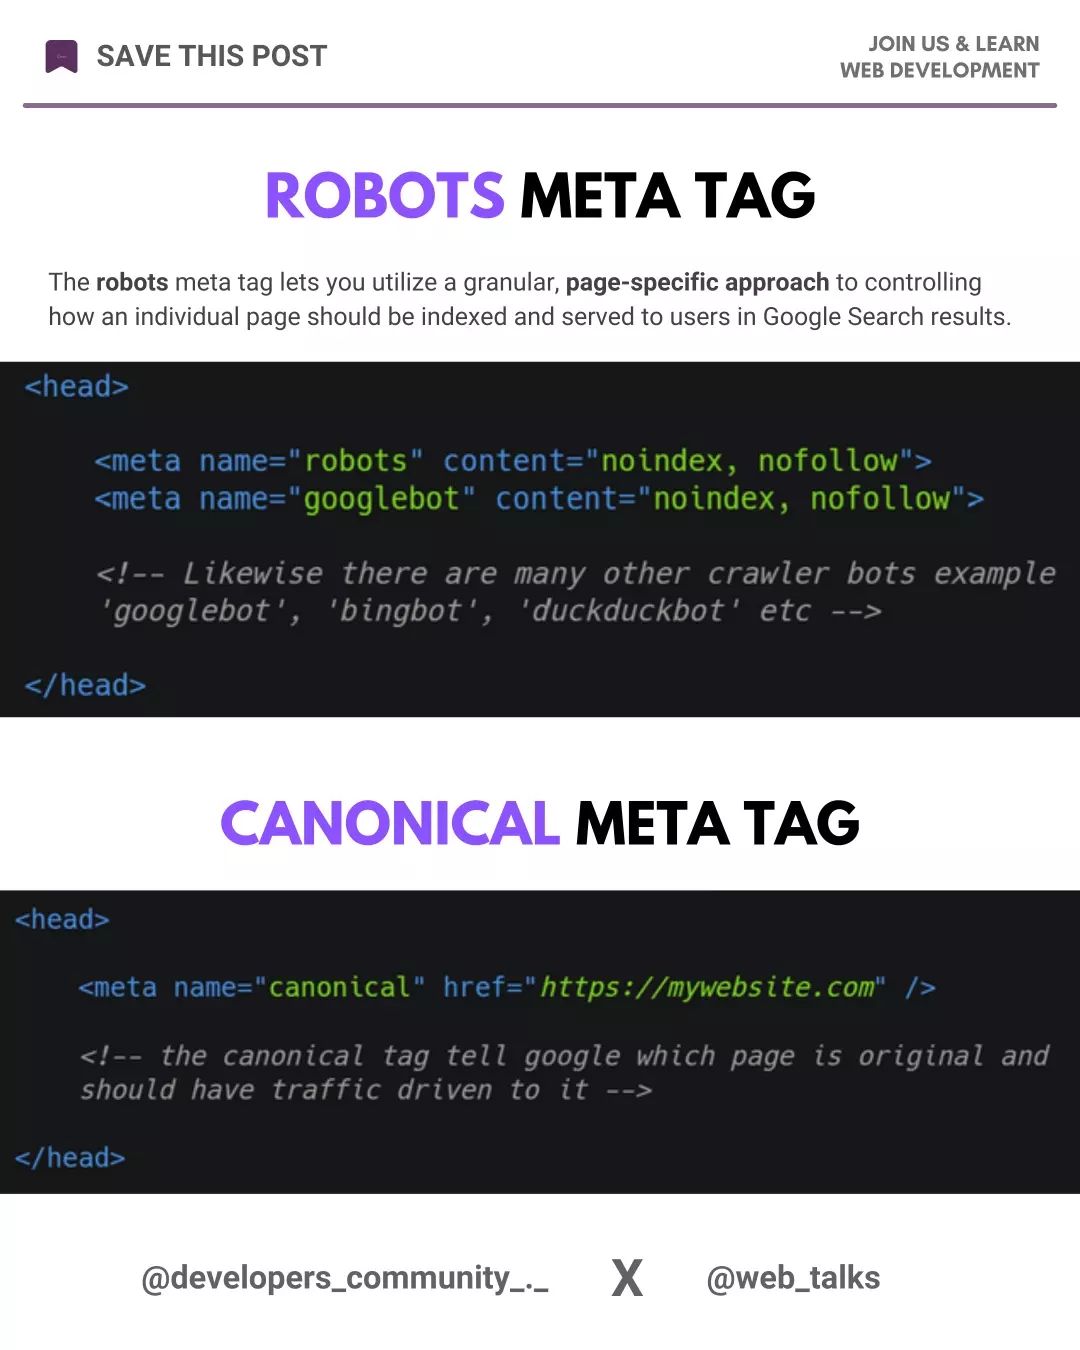 SAVE THIS POST
JOIN US & LEARN
WEB DEVELOPMENT
ROBOTS META TAG
The robots meta tag lets you utilize a granular, page-specific approach to controlling
how an individual page should be indexed and served to users in Google Search results.
<head>
<meta name="robots" content="noindex, nofollow">
<meta name="googlebot" content="noindex, nofollow">
<!-- Likewise there are many other crawler bots example
'googlebot', 'bingbot', 'duckduckbot' etc -->
</head>
CANONICAL META TAG
<head>
<meta name="canonical" href="https://mywebsite.com" />
<!-- the canonical tag tell google which page is original and
should have traffic driven to it -->
</head>
@developers_community_._ X @web_talks